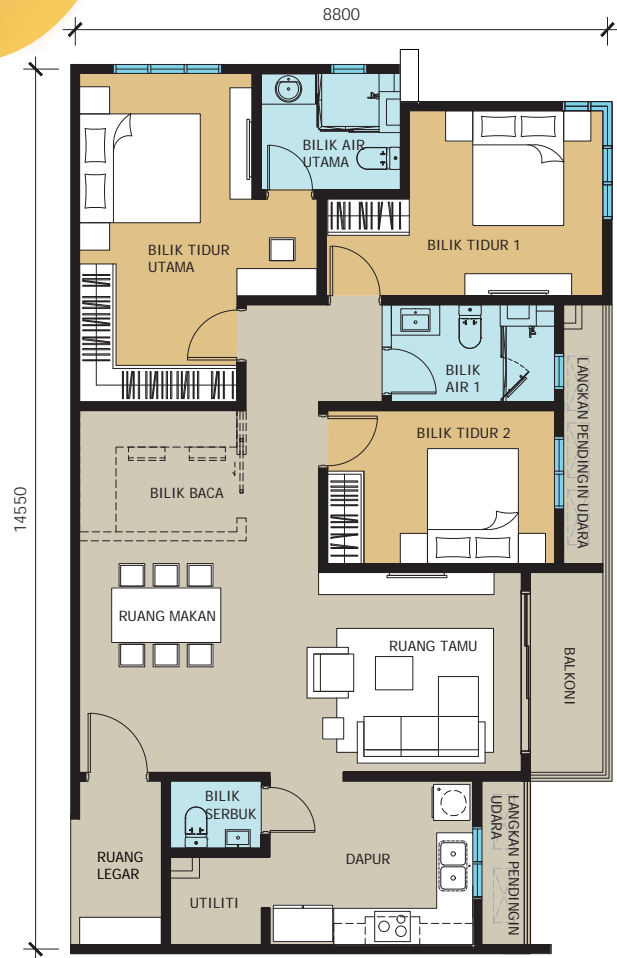 8800
14550
BILIK AIR
UTAMA
BILIK TIDUR
UTAMA
BILIK TIDUR 1
BILIK
AIR 1
LANGKAN PENDINGIN UDARA
BILIK TIDUR 2
BILIK BACA
RUANG MAKAN
RUANG TAMU
BALKONI
BILIK
SERBUK
LANGKAN PENDINGIN
UDARA
RUANG
LEGAR
DAPUR
UTILITI